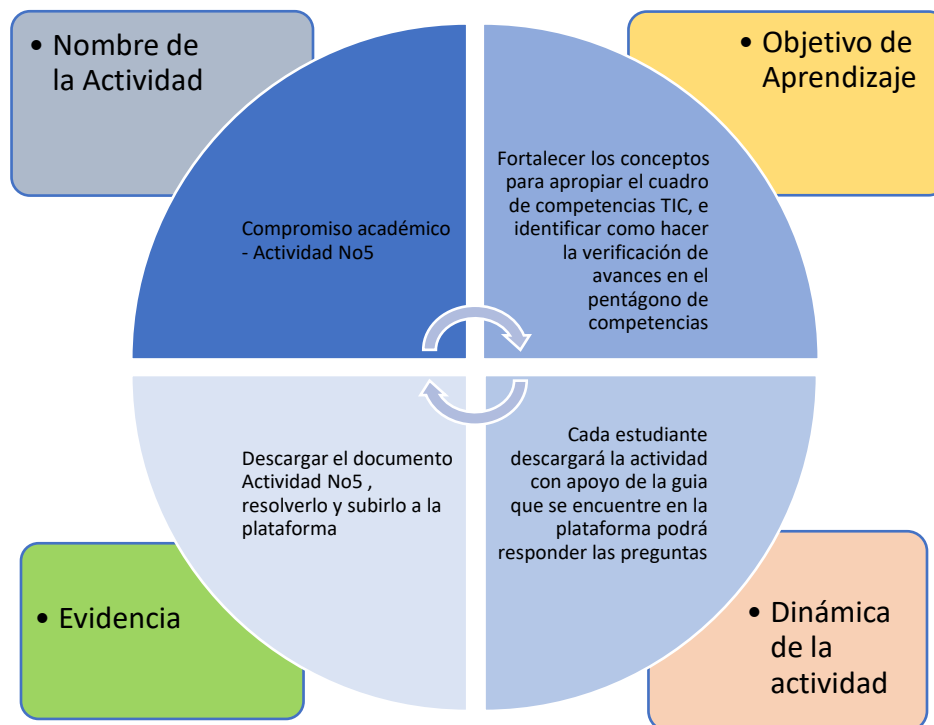 • Nombre de
la Actividad
• Objetivo de
Aprendizaje
Compromiso académico
- Actividad No5
Fortalecer los conceptos
para apropiar el cuadro
de competencias TIC, e
identificar como hacer
la verificación de
avances en el
pentágono de
competencias
Descargar el documento
Actividad No5 ,
resolverlo y subirlo a la
plataforma
Cada estudiante
descargará la actividad
con apoyo de la guia
que se encuentre en la
plataforma podrá
responder las preguntas
• Evidencia
• Dinámica
de la
actividad